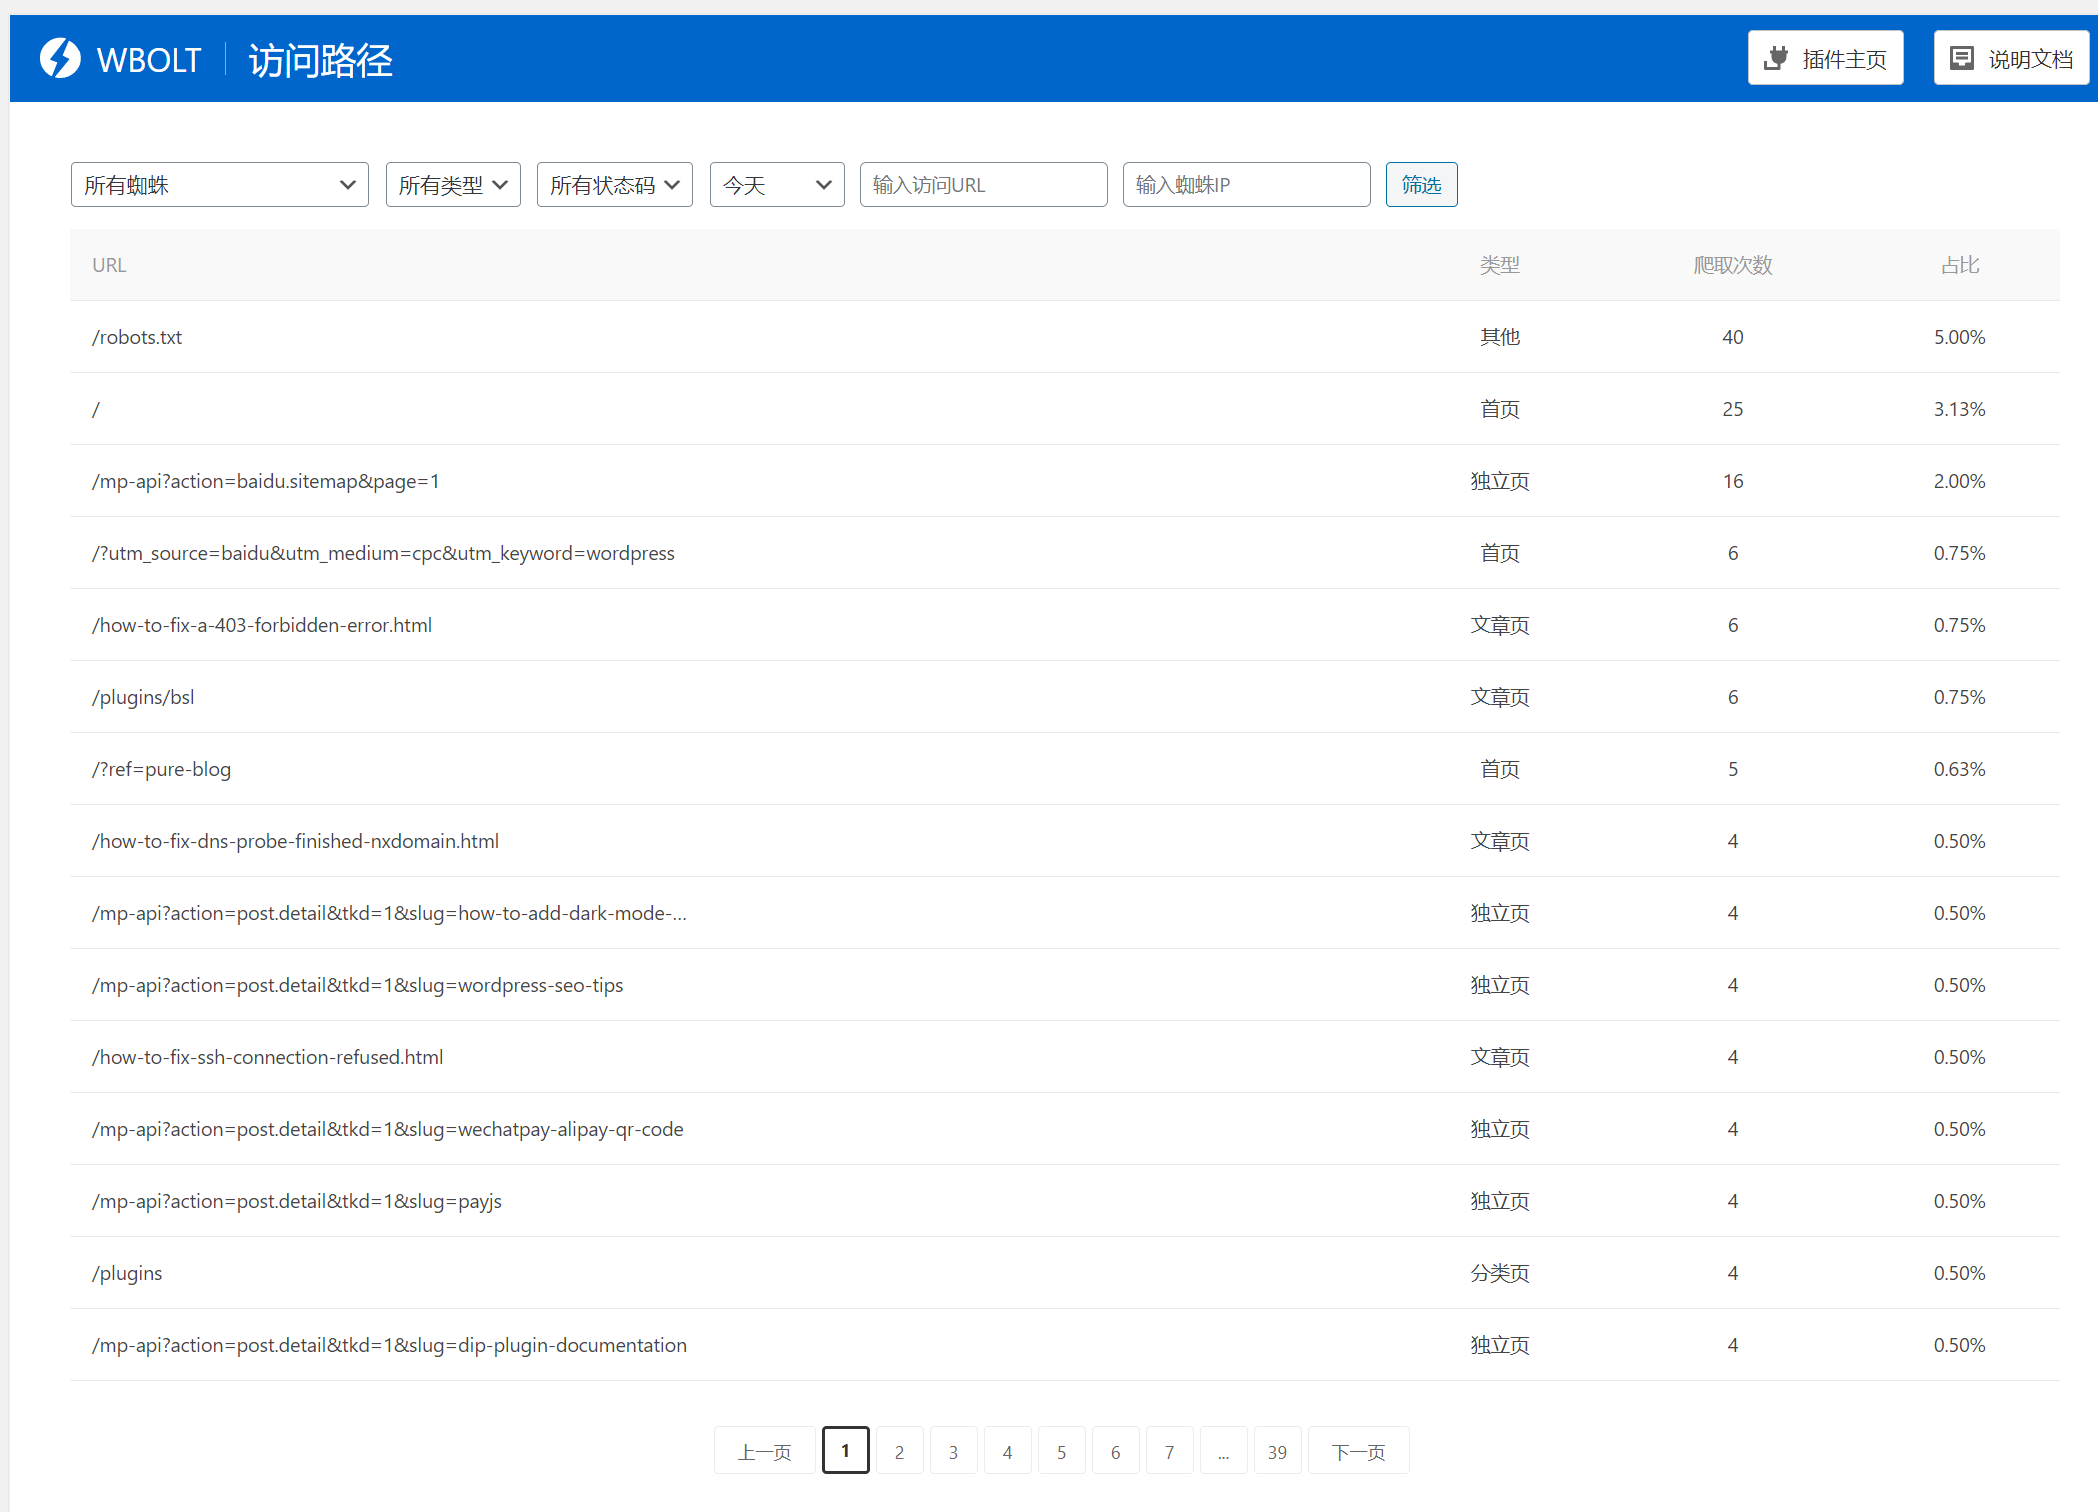 WBOLT 访问路径 插件主页 说明文档
所有蜘蛛 所有类型 所有状态码 今天 输入访问URL 输入蜘蛛IP 筛选
URL 类型 爬取次数 占比
/robots.txt 其他 40 5.00%
/ 首页 25 3.13%
/mp-api?action=baidu.sitemap&page=1 独立页 16 2.00%
/?utm_source=baidu&utm_medium=cpc&utm_keyword=wordpress 首页 6 0.75%
/how-to-fix-a-403-forbidden-error.html 文章页 6 0.75%
/plugins/bsl 文章页 6 0.75%
/?ref=pure-blog 首页 5 0.63%
/how-to-fix-dns-probe-finished-nxdomain.html 文章页 4 0.50%
/mp-api?action=post.detail&tkd=1&slug=how-to-add-dark-mode-... 独立页 4 0.50%
/mp-api?action=post.detail&tkd=1&slug=wordpress-seo-tips 独立页 4 0.50%
/how-to-fix-ssh-connection-refused.html 文章页 4 0.50%
/mp-api?action=post.detail&tkd=1&slug=wechatpay-alipay-qr-code 独立页 4 0.50%
/mp-api?action=post.detail&tkd=1&slug=payjs 独立页 4 0.50%
/plugins 分类页 4 0.50%
/mp-api?action=post.detail&tkd=1&slug=dip-plugin-documentation 独立页 4 0.50%
上一页 1 2 3 4 5 6 7 ... 39 下一页